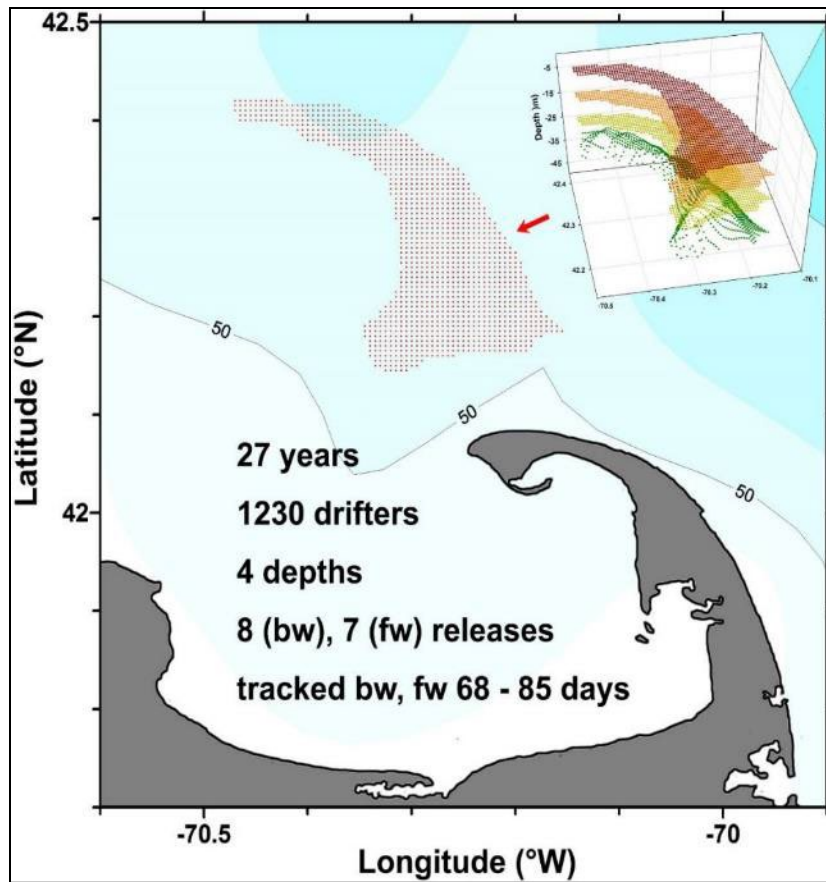 42.5
42
Latitude (°N)
50
50
50
27 years
1230 drifters
4 depths
8 (bw), 7 (fw) releases
tracked bw, fw 68 - 85 days
-70.5
-70
Longitude (°W)
Depth (m)
-5
-15
-25
-35
-45
42.4
42.3
42.2
-70.5
-70.4
-70.3
-70.2
-70.1